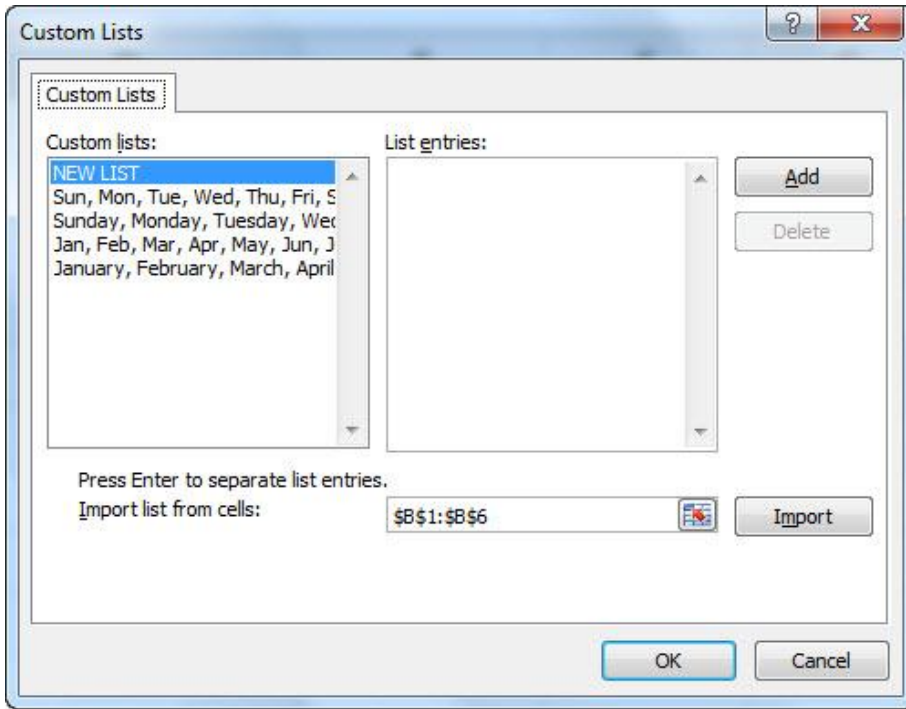 Custom Lists
?
X
Custom Lists
Custom lists:
List entries:
NEW LIST
Sun, Mon, Tue, Wed, Thu, Fri, S
Sunday, Monday, Tuesday, Wed
Jan, Feb, Mar, Apr, May, Jun, J
January, February, March, April
Add
Delete
Press Enter to separate list entries.
Import list from cells:
$B$1:$B$6
Import
OK
Cancel